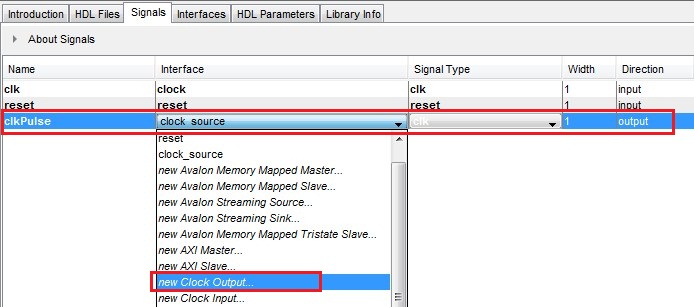 Introduction HDL Files Signals Interfaces HDL Parameters Library Info
About Signals
Name Interface Signal Type Width Direction
clk clock clk 1 input
reset reset reset 1 input
clkPulse clock_source clk 1 output
reset
clock_source
new Avalon Memory Mapped Master...
new Avalon Memory Mapped Slave...
new Avalon Streaming Source...
new Avalon Streaming Sink...
new Avalon Memory Mapped Tristate Slave...
new AXI Master...
new AXI Slave...
new Clock Output...
new Clock Input...